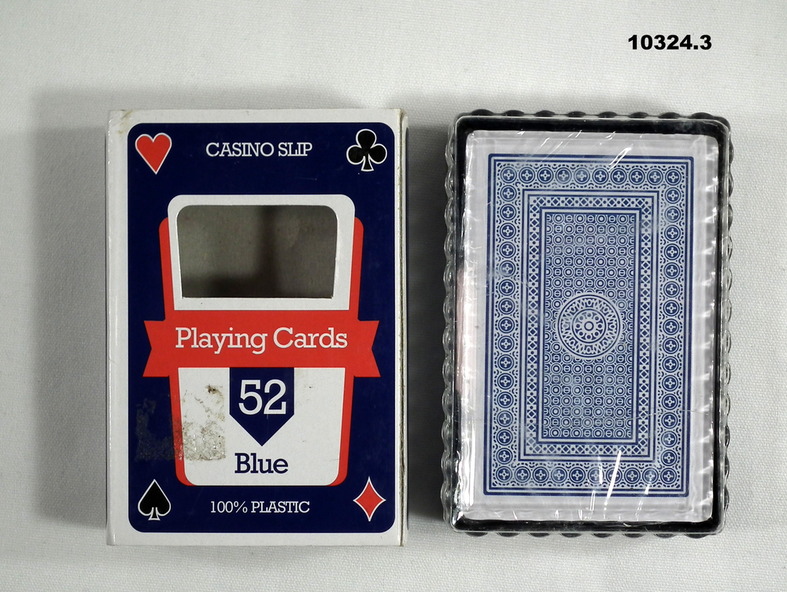 10324.3
CASINO SLIP
Playing Cards
52
Blue
100% PLASTIC